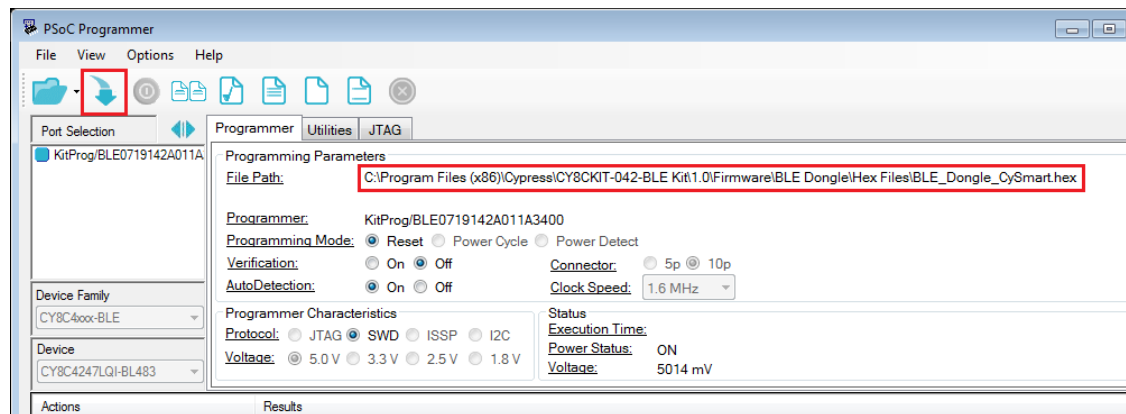 PSoC Programmer
File View Options Help
Port Selection
Programmer Utilities JTAG
KitProg/BLE0719142A011A
Programming Parameters
File Path: C:\Program Files (x86)\Cypress\CY8CKIT-042-BLE Kit\1.0\Firmware\BLE Dongle\Hex Files\BLE_Dongle_CySmart.hex
Programmer: KitProg/BLE0719142A011A3400
Programming Mode: Reset Power Cycle Power Detect
Verification: On Off Connector: 5p 10p
AutoDetection: On Off Clock Speed: 1.6 MHz
Device Family
CY8C4xxx-BLE
Device
CY8C4247LQI-BL483
Programmer Characteristics
Protocol: JTAG SWD ISSP I2C
Voltage: 5.0 V 3.3 V 2.5 V 1.8 V
Status
Execution Time:
Power Status: ON
Voltage: 5014 mV
Actions Results